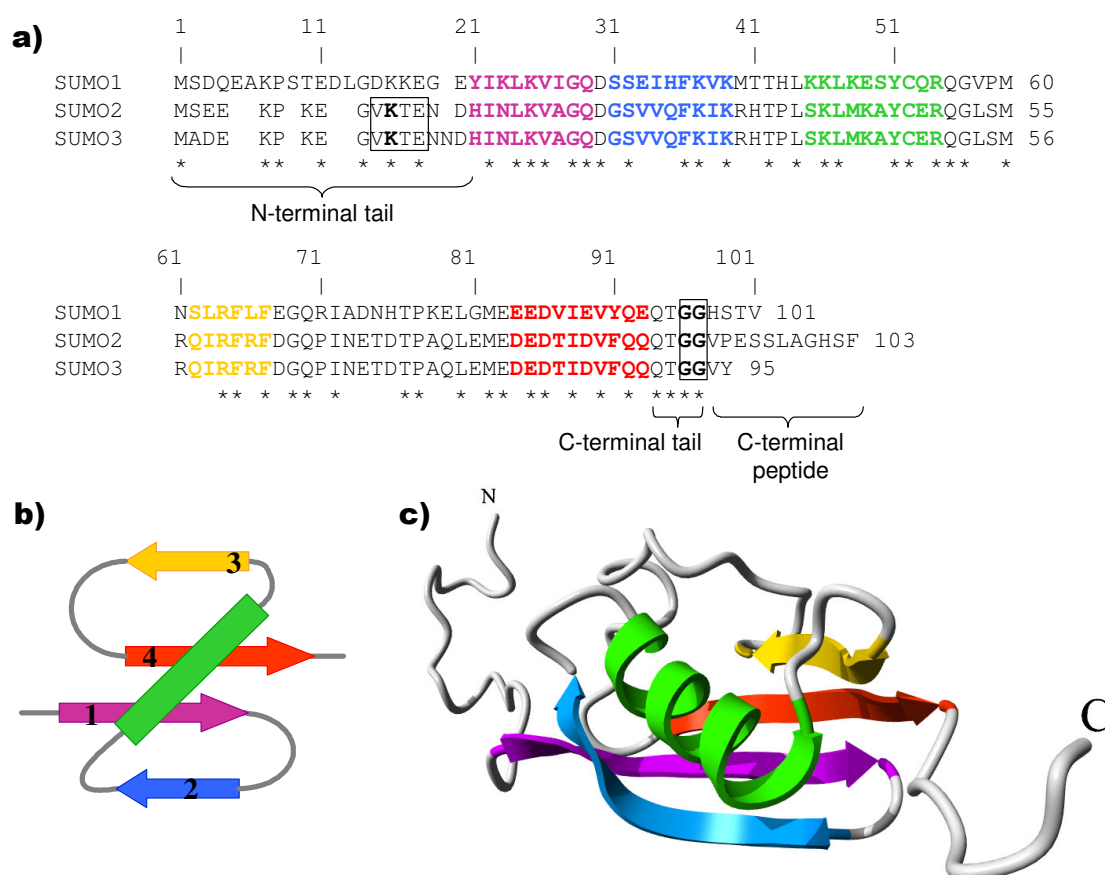 a)
1 11 21 31 41 51
| | | | | |
SUMO1 MSDQEAKPSTEDLGDKKEG EYIKLKVIGQDSSEIHFKVKMTTHLKKLKESYCQRQGVPM 60
SUMO2 MSEE KP KE GVKTEN DHINLKVAGQDGSVVQFKIKRHTPLSKLMKAYCERQGLSM 55
SUMO3 MADE KP KE GVKTENNDHINLKVAGQDGSVVQFKIKRHTPLSKLMKAYCERQGLSM 56
* ** * * * * * *** *** ** * ** * ** ** *
N-terminal tail
61 71 81 91 101
| | | | |
SUMO1 NSLRFLFEGQRIADNHTPKELGMEEEDVIEVYQEQTGGHSTV 101
SUMO2 RQIRFRFDGQPINETDTPAQLEMEDEDTIDVFQQQTGGVPESSLAGHSF 103
SUMO3 RQIRFRFDGQPINETDTPAQLEMEDEDTIDVFQQQTGGVY 95
** * ** * ** * ** * * * ****
C-terminal tail C-terminal
peptide
b)
3
4
1
2
c)
N
C